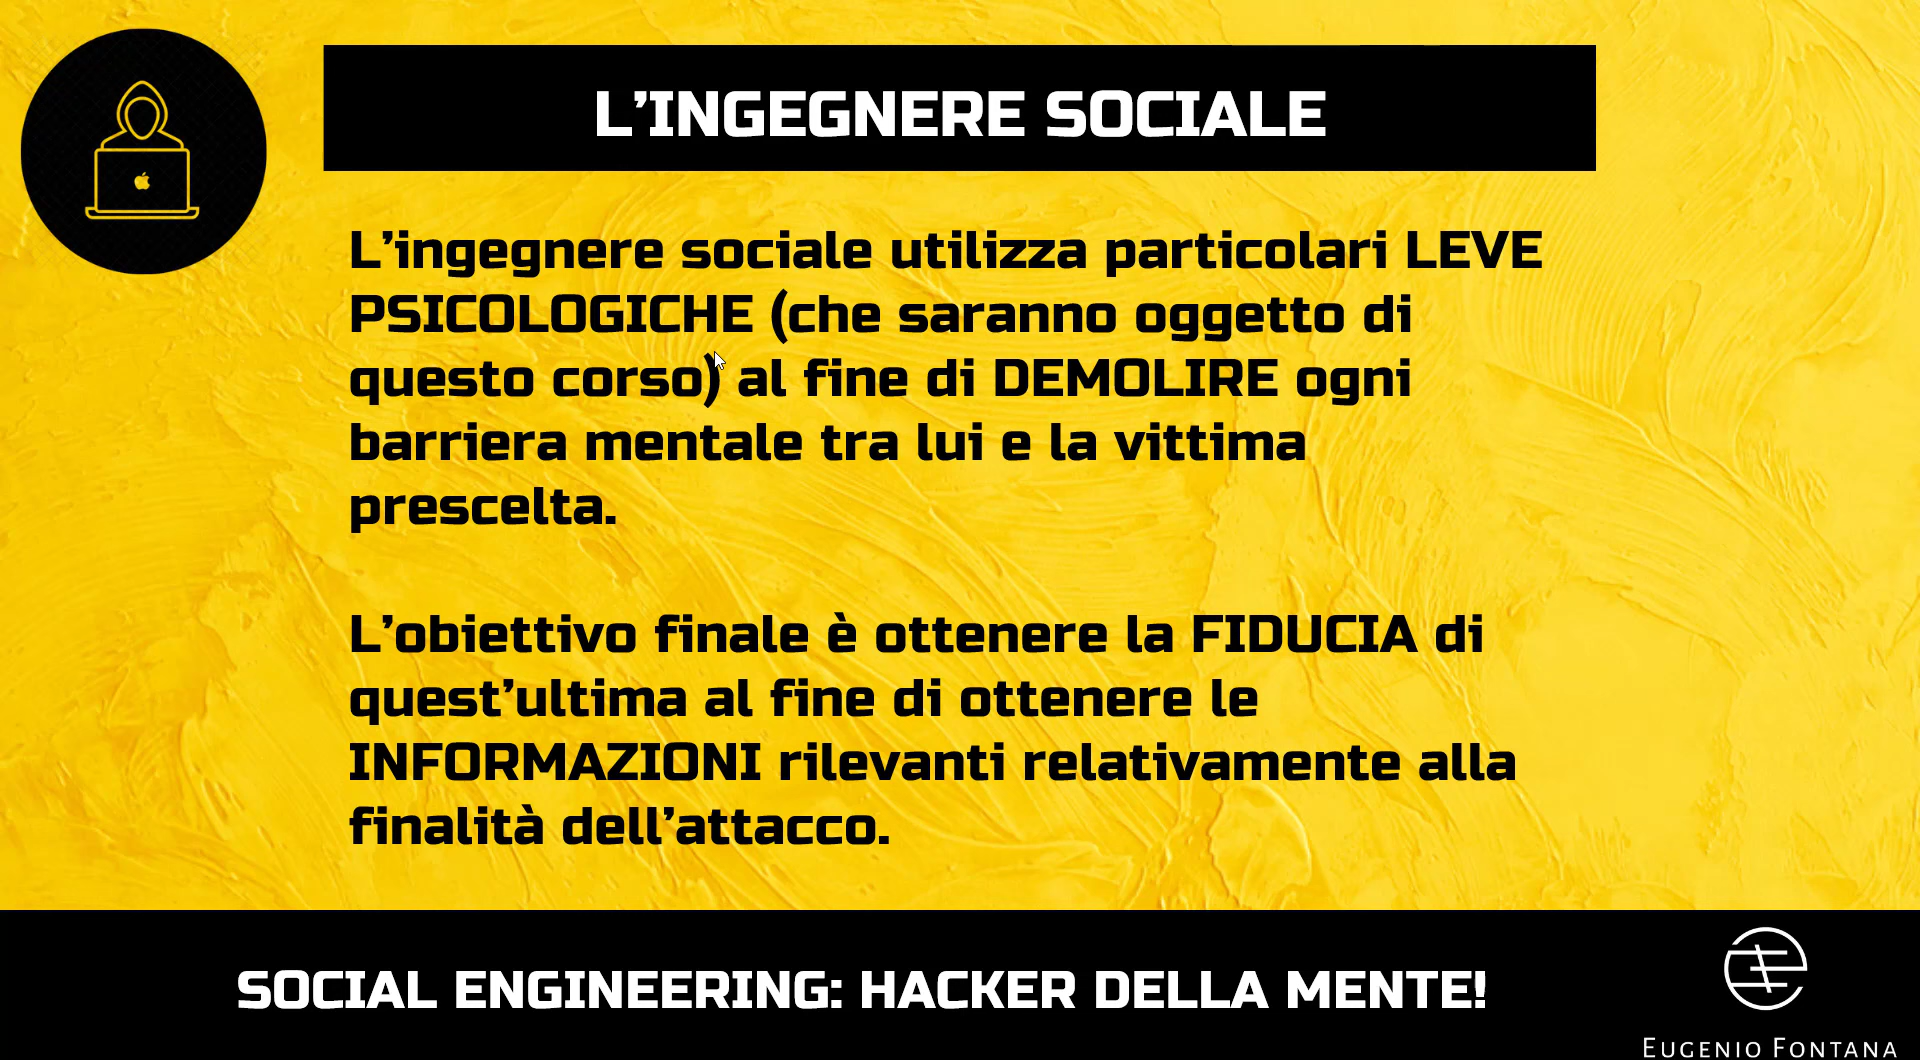 L’INGEGNERE SOCIALE
L’ingegnere sociale utilizza particolari LEVE
PSICOLOGICHE (che saranno oggetto di
questo corso) al fine di DEMOLIRE ogni
barriera mentale tra lui e la vittima
prescelta.
L’obiettivo finale è ottenere la FIDUCIA di
quest’ultima al fine di ottenere le
INFORMAZIONI rilevanti relativamente alla
finalità dell’attacco.
SOCIAL ENGINEERING: HACKER DELLA MENTE!
EUGENIO FONTANA